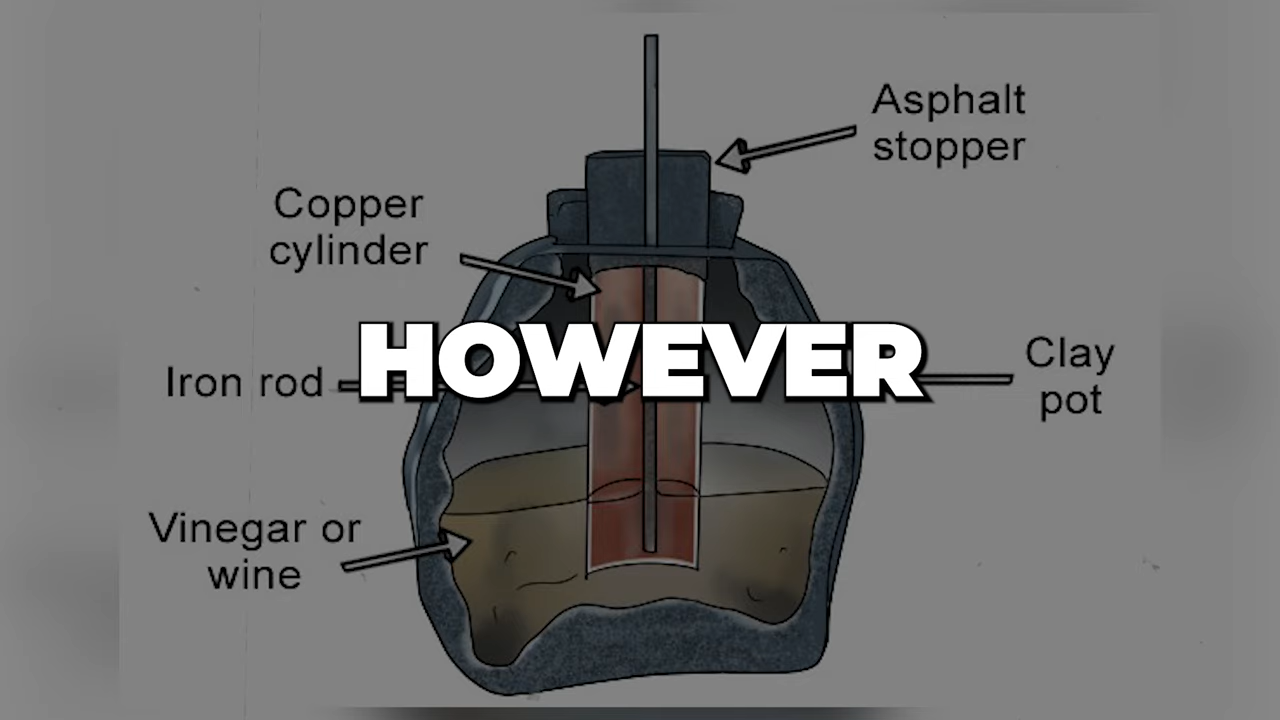 Asphalt
stopper
Copper
cylinder
HOWEVER
Iron rod
Clay
pot
Vinegar or
wine